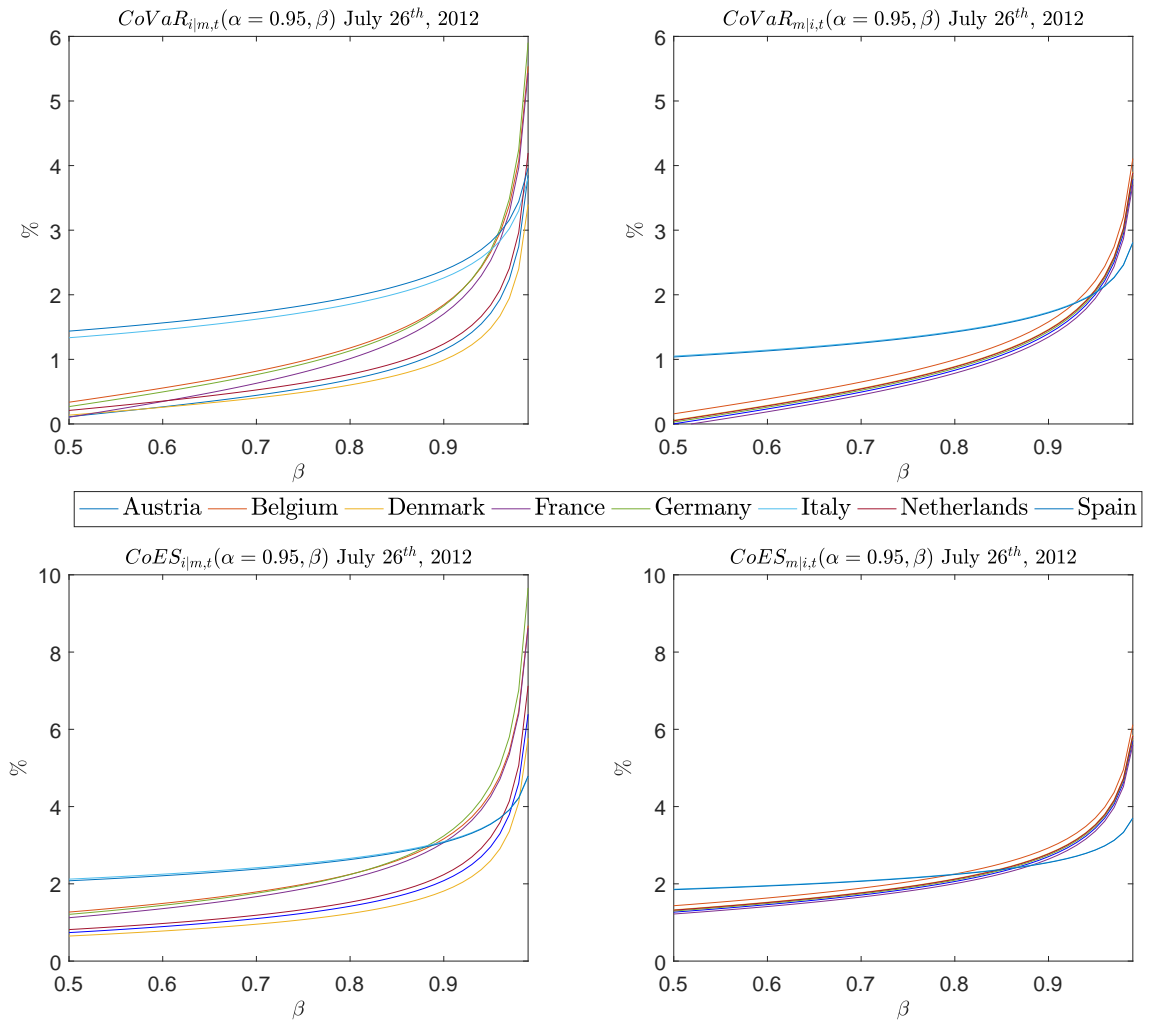 CoVaR_{i|m,t}(α = 0.95, β) July 26^{th}, 2012
6
5
4
3
2
1
0
%
0.5 0.6 0.7 0.8 0.9
β
CoVaR_{m|i,t}(α = 0.95, β) July 26^{th}, 2012
6
5
4
3
2
1
0
%
0.5 0.6 0.7 0.8 0.9
β
Austria Belgium Denmark France Germany Italy Netherlands Spain
CoES_{i|m,t}(α = 0.95, β) July 26^{th}, 2012
10
8
6
4
2
0
%
0.5 0.6 0.7 0.8 0.9
β
CoES_{m|i,t}(α = 0.95, β) July 26^{th}, 2012
10
8
6
4
2
0
%
0.5 0.6 0.7 0.8 0.9
β